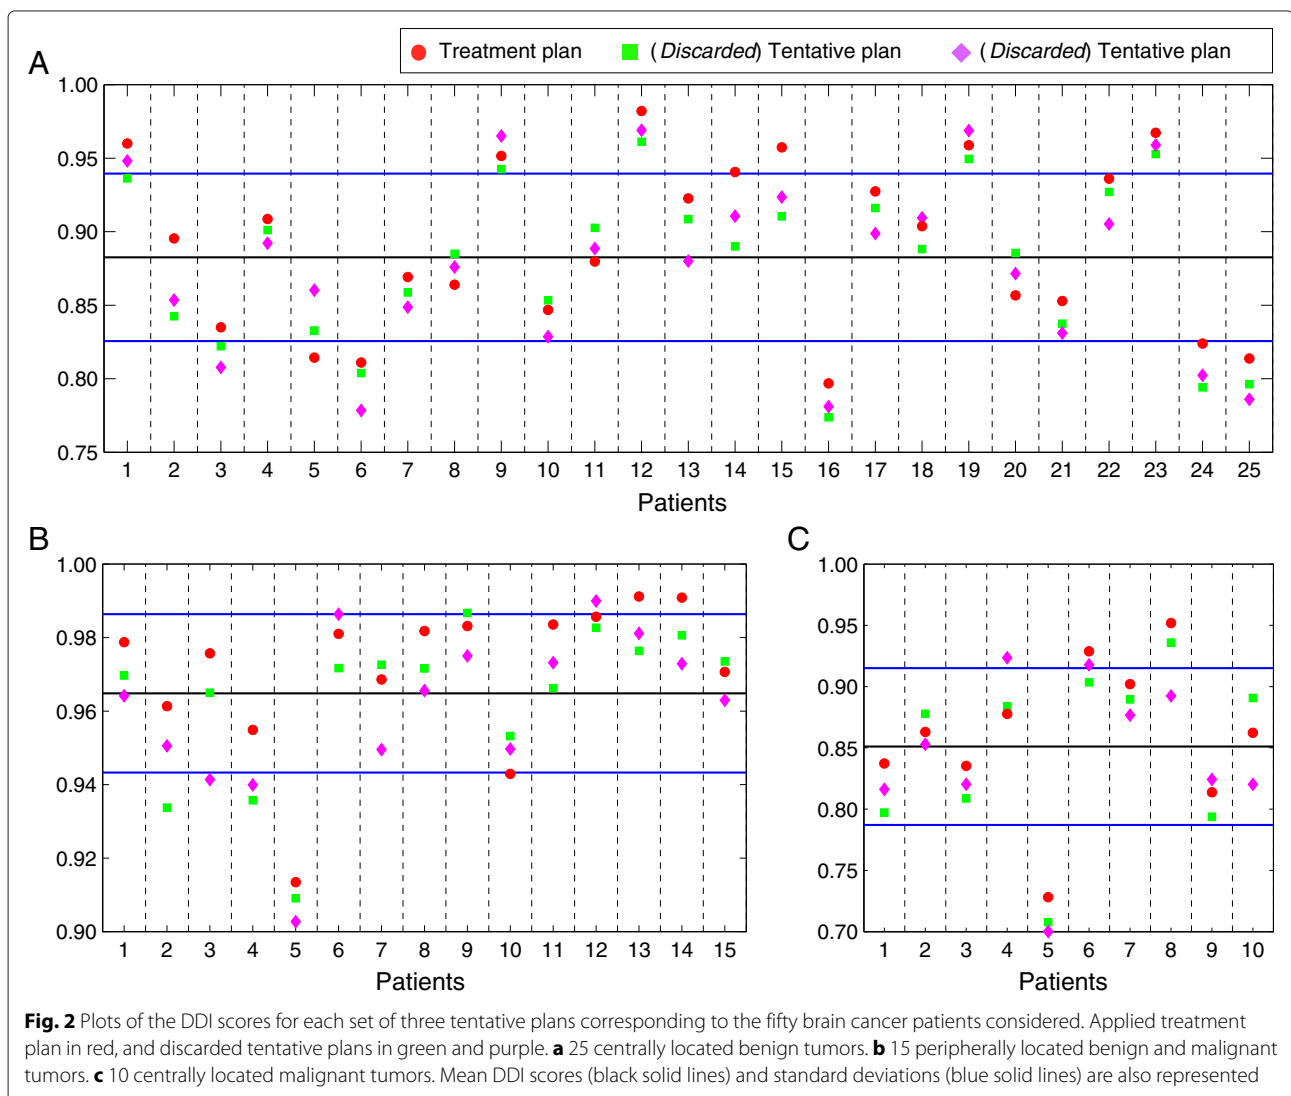 Treatment plan (Discarded) Tentative plan (Discarded) Tentative plan
A
1.00
0.95
0.90
0.85
0.80
0.75
1 2 3 4 5 6 7 8 9 10 11 12 13 14 15 16 17 18 19 20 21 22 23 24 25
Patients
B
1.00
0.98
0.96
0.94
0.92
0.90
1 2 3 4 5 6 7 8 9 10 11 12 13 14 15
Patients
C
1.00
0.95
0.90
0.85
0.80
0.75
0.70
1 2 3 4 5 6 7 8 9 10
Patients
Fig. 2 Plots of the DDI scores for each set of three tentative plans corresponding to the fifty brain cancer patients considered. Applied treatment
plan in red, and discarded tentative plans in green and purple. a 25 centrally located benign tumors. b 15 peripherally located benign and malignant
tumors. c 10 centrally located malignant tumors. Mean DDI scores (black solid lines) and standard deviations (blue solid lines) are also represented